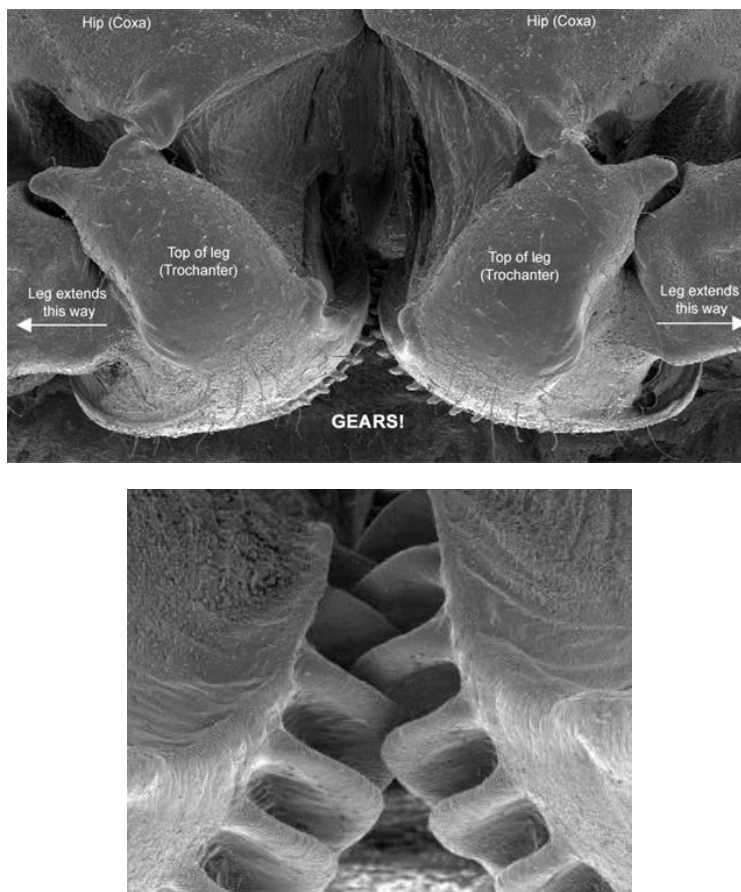 Hip (Coxa)
Hip (Coxa)
Top of leg
(Trochanter)
Top of leg
(Trochanter)
Leg extends
this way
Leg extends
this way
GEARS!